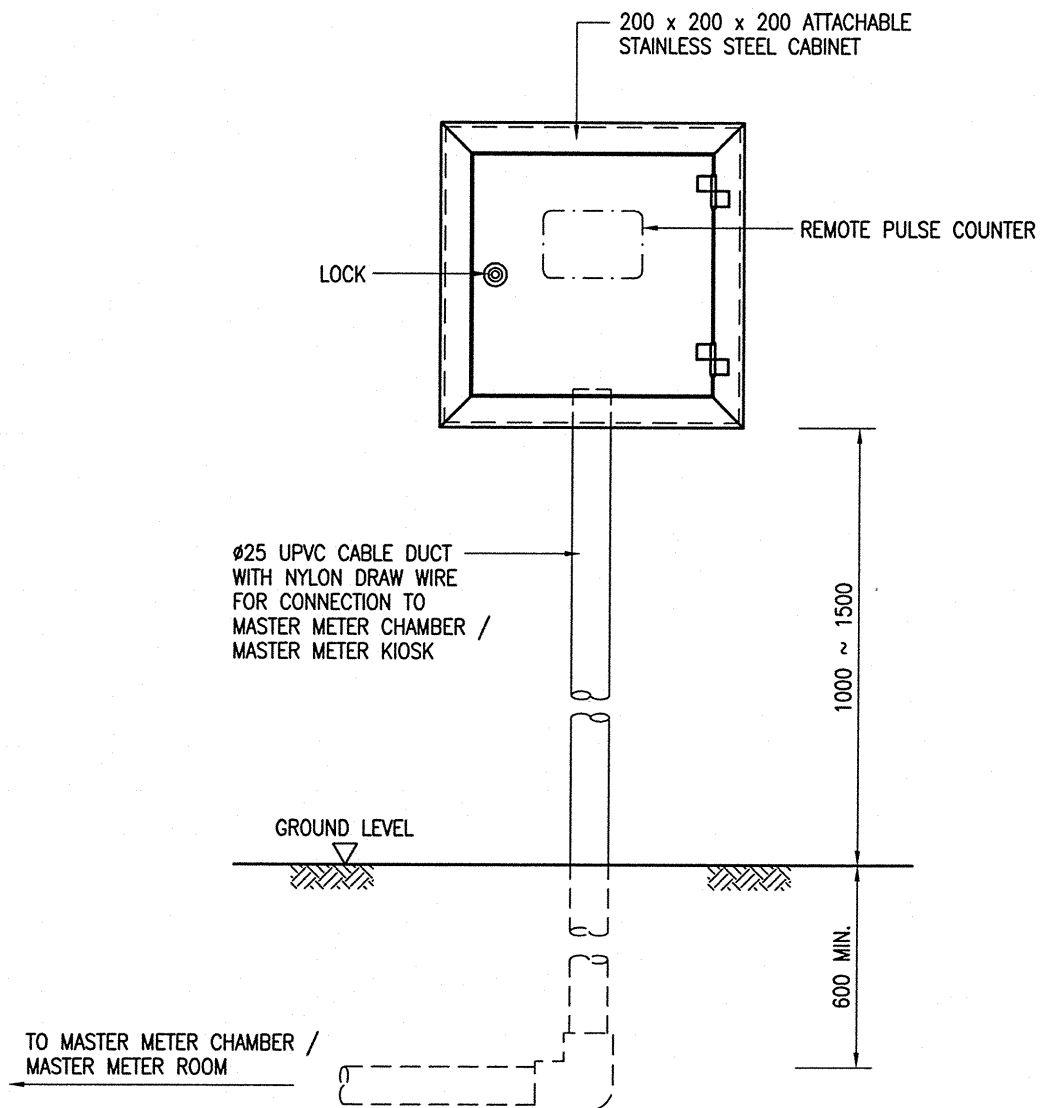 200 x 200 x 200 ATTACHABLE
STAINLESS STEEL CABINET
REMOTE PULSE COUNTER
LOCK
ø25 UPVC CABLE DUCT
WITH NYLON DRAW WIRE
FOR CONNECTION TO
MASTER METER CHAMBER /
MASTER METER KIOSK
1000 ~ 1500
GROUND LEVEL
600 MIN.
TO MASTER METER CHAMBER /
MASTER METER ROOM